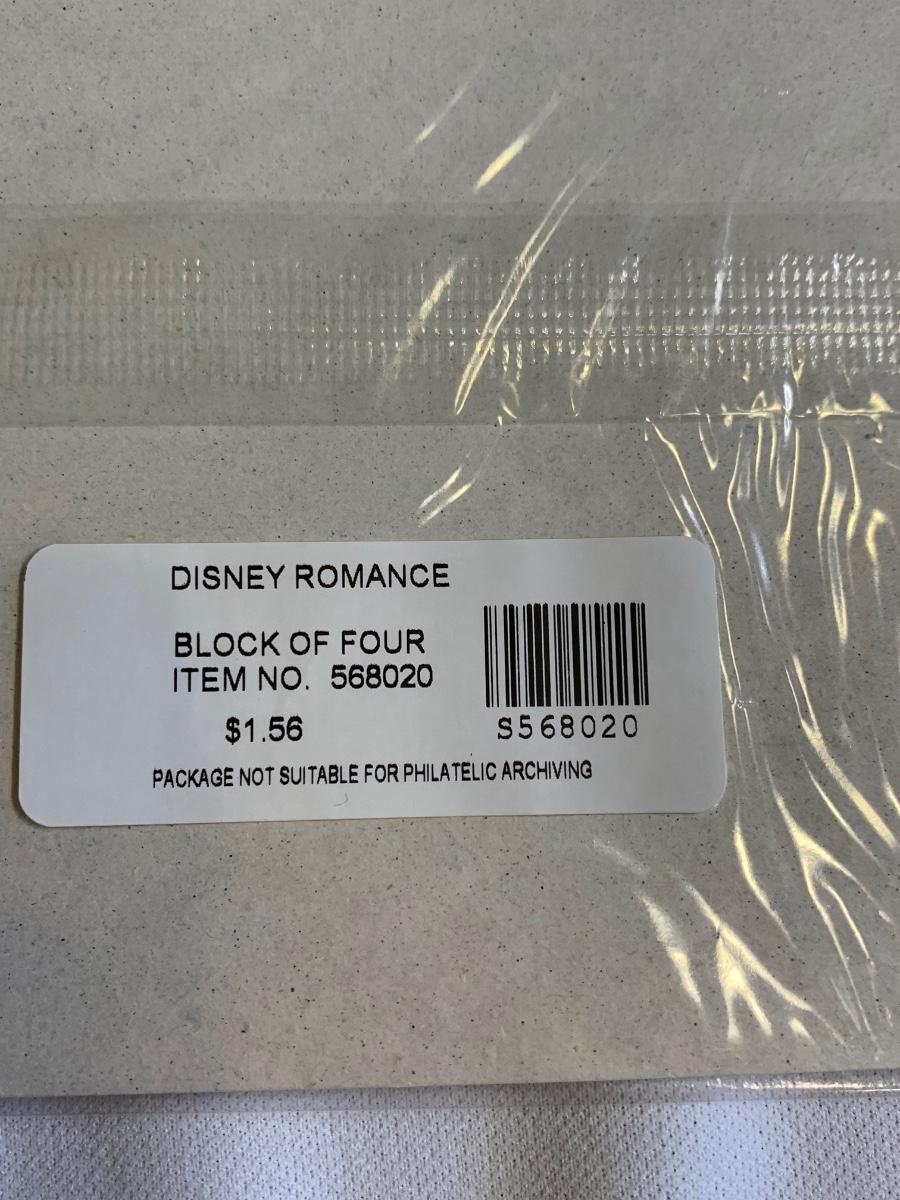 DISNEY ROMANCE
BLOCK OF FOUR
ITEM NO. 568020
$1.56
S568020
PACKAGE NOT SUITABLE FOR PHILATELIC ARCHIVING